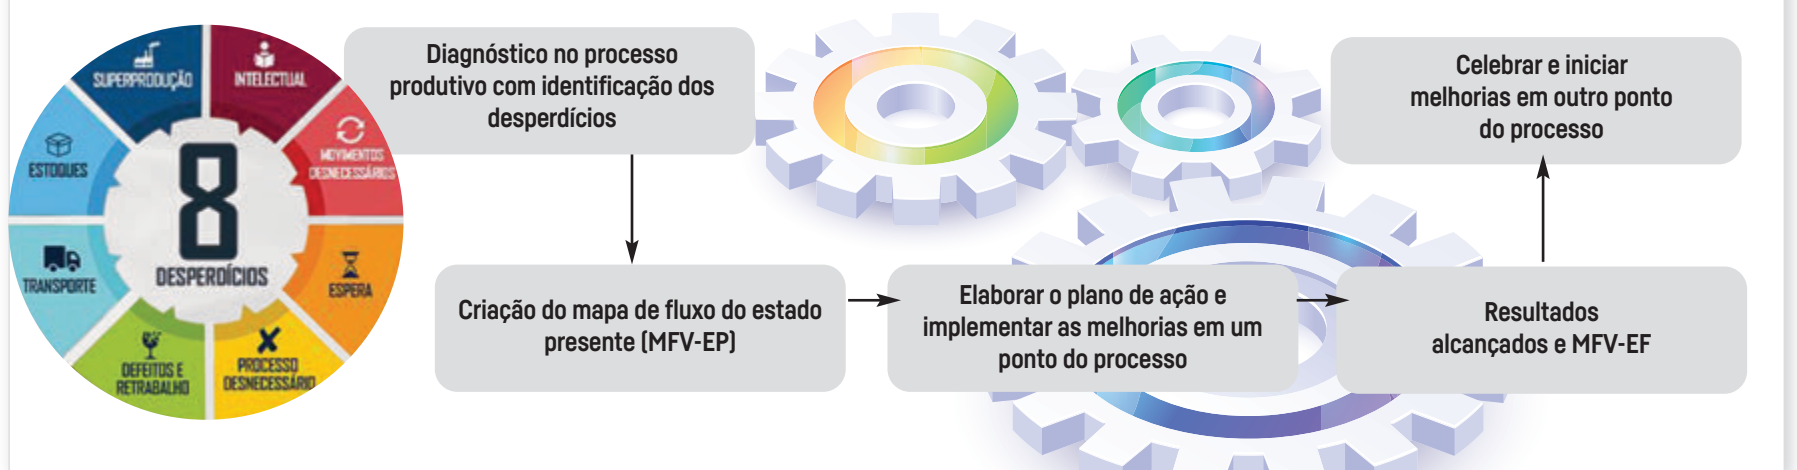 SUPERPRODUÇÃO
INTELECTUAL
MOVIMENTOS
DESNECESSÁRIOS
ESPERA
PROCESSO
DESNECESSÁRIO
DEFEITOS E
RETRABALHO
TRANSPORTE
ESTOQUES
8
DESPERDÍCIOS
Diagnóstico no processo
produtivo com identificação dos
desperdícios
Criação do mapa de fluxo do estado
presente (MFV-EP)
Elaborar o plano de ação e
implementar as melhorias em um
ponto do processo
Resultados
alcançados e MFV-EF
Celebrar e iniciar
melhorias em outro ponto
do processo